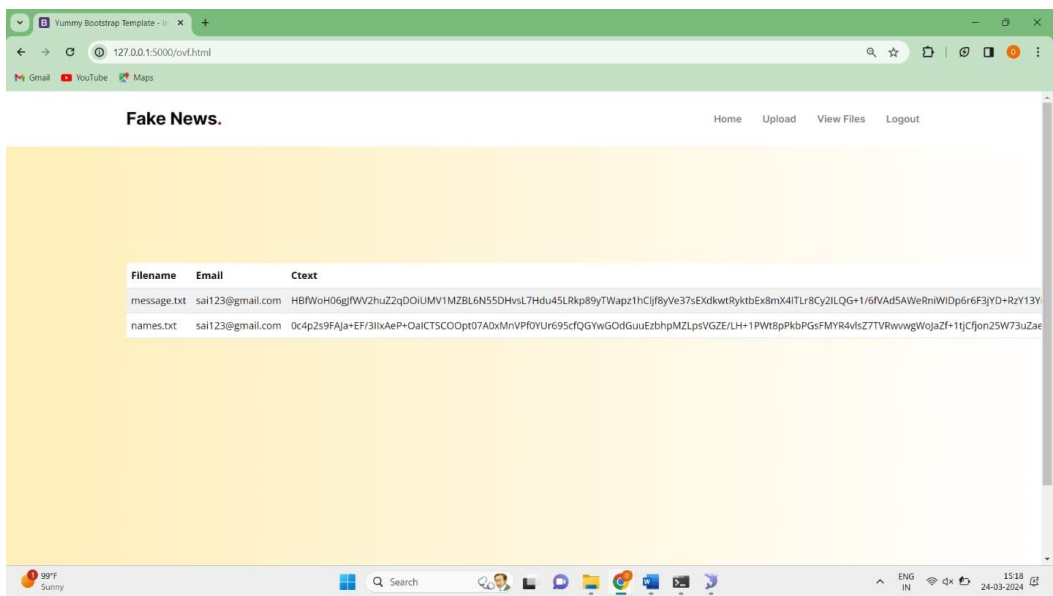 Yummy Bootstrap Template - In
127.0.0.1:5000/ovf.html
D
Gmail YouTube Maps
Fake News.
Home Upload View Files Logout
Filename Email Ctext
message.txt sai123@gmail.com
names.txt sai123@gmail.com
1 99°F
Sunny
Search
ENG
IN
15:18
24-03-2024